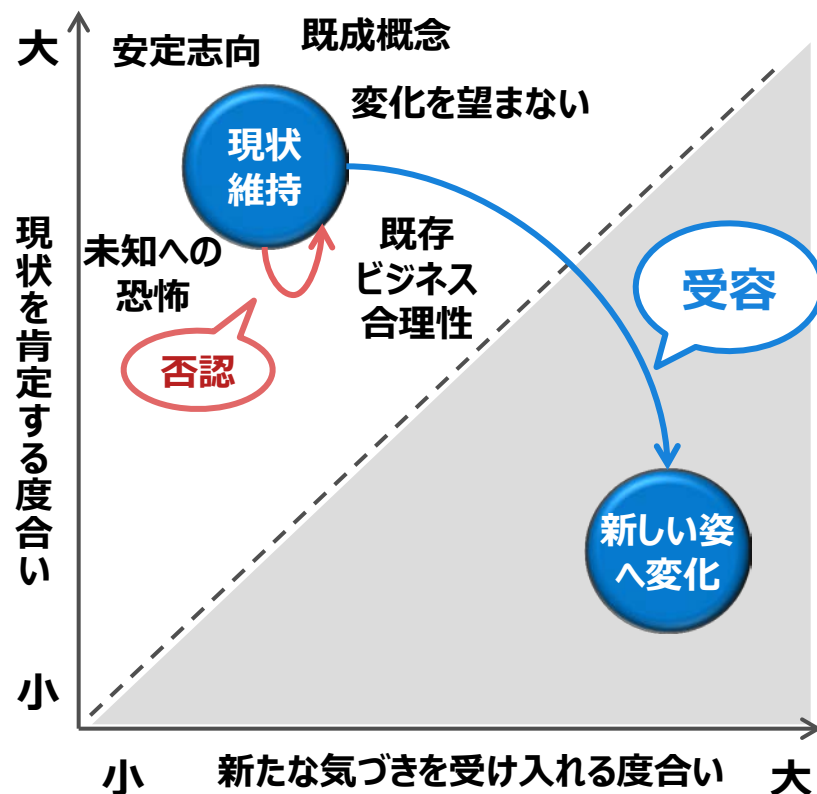 大
安定志向
既成概念
変化を望まない
現状
維持
未知への
恐怖
既存
ビジネス
合理性
否認
受容
現状を肯定する度合い
新しい姿
へ変化
小
小
新たな気づきを受け入れる度合い
大